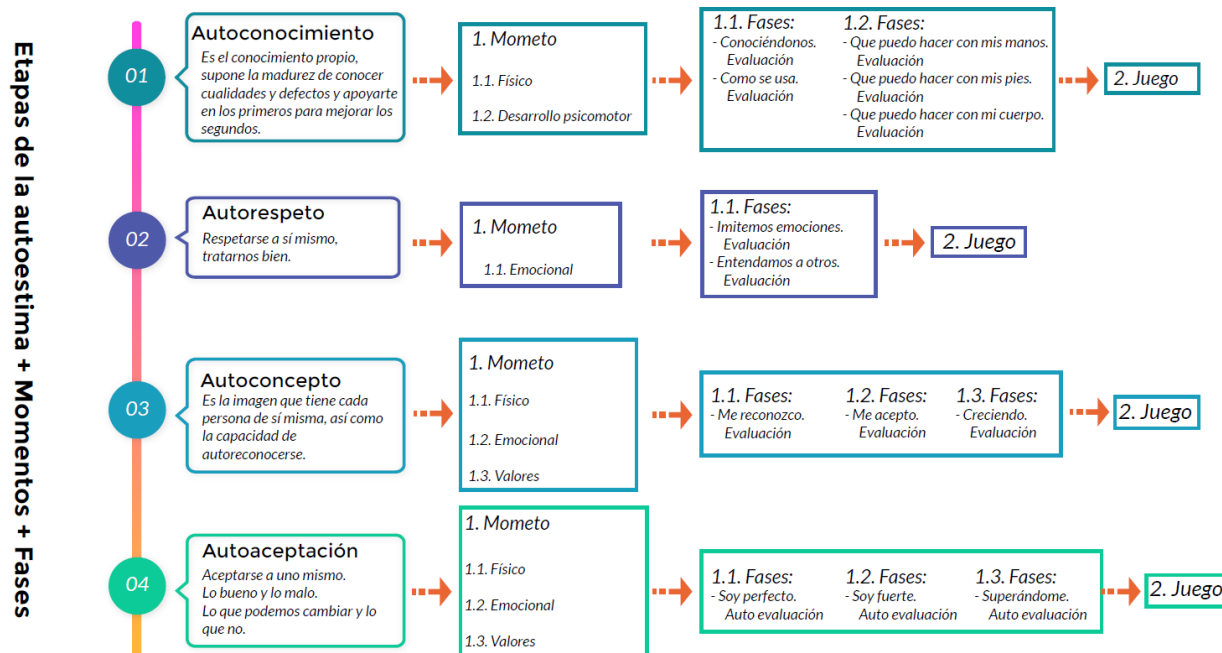 Etapas de la autoestima + Momentos + Fases
01
Autoconocimiento
Es el conocimiento propio,
supone la madurez de conocer
cualidades y defectos y apoyarte
en los primeros para mejorar los
segundos.
1. Mometo
1.1. Físico
1.2. Desarrollo psicomotor
1.1. Fases:
- Conociéndonos.
Evaluación
- Como se usa.
Evaluación
1.2. Fases:
- Que puedo hacer con mis manos.
Evaluación
- Que puedo hacer con mis pies.
Evaluación
- Que puedo hacer con mi cuerpo.
Evaluación
2. Juego
02
Autorespeto
Respetarse a sí mismo,
tratarnos bien.
1. Mometo
1.1. Emocional
1.1. Fases:
- Imitemos emociones.
Evaluación
- Entendamos a otros.
Evaluación
2. Juego
03
Autoconcepto
Es la imagen que tiene cada
persona de sí misma, así como
la capacidad de
autoreconocerse.
1. Mometo
1.1. Físico
1.2. Emocional
1.3. Valores
1.1. Fases:
- Me reconozco.
Evaluación
1.2. Fases:
- Me acepto.
Evaluación
1.3. Fases:
- Creciendo.
Evaluación
2. Juego
04
Autoaceptación
Aceptarse a uno mismo.
Lo bueno y lo malo.
Lo que podemos cambiar y lo
que no.
1. Mometo
1.1. Físico
1.2. Emocional
1.3. Valores
1.1. Fases:
- Soy perfecto.
Auto evaluación
1.2. Fases:
- Soy fuerte.
Auto evaluación
1.3. Fases:
- Superándome.
Auto evaluación
2. Juego